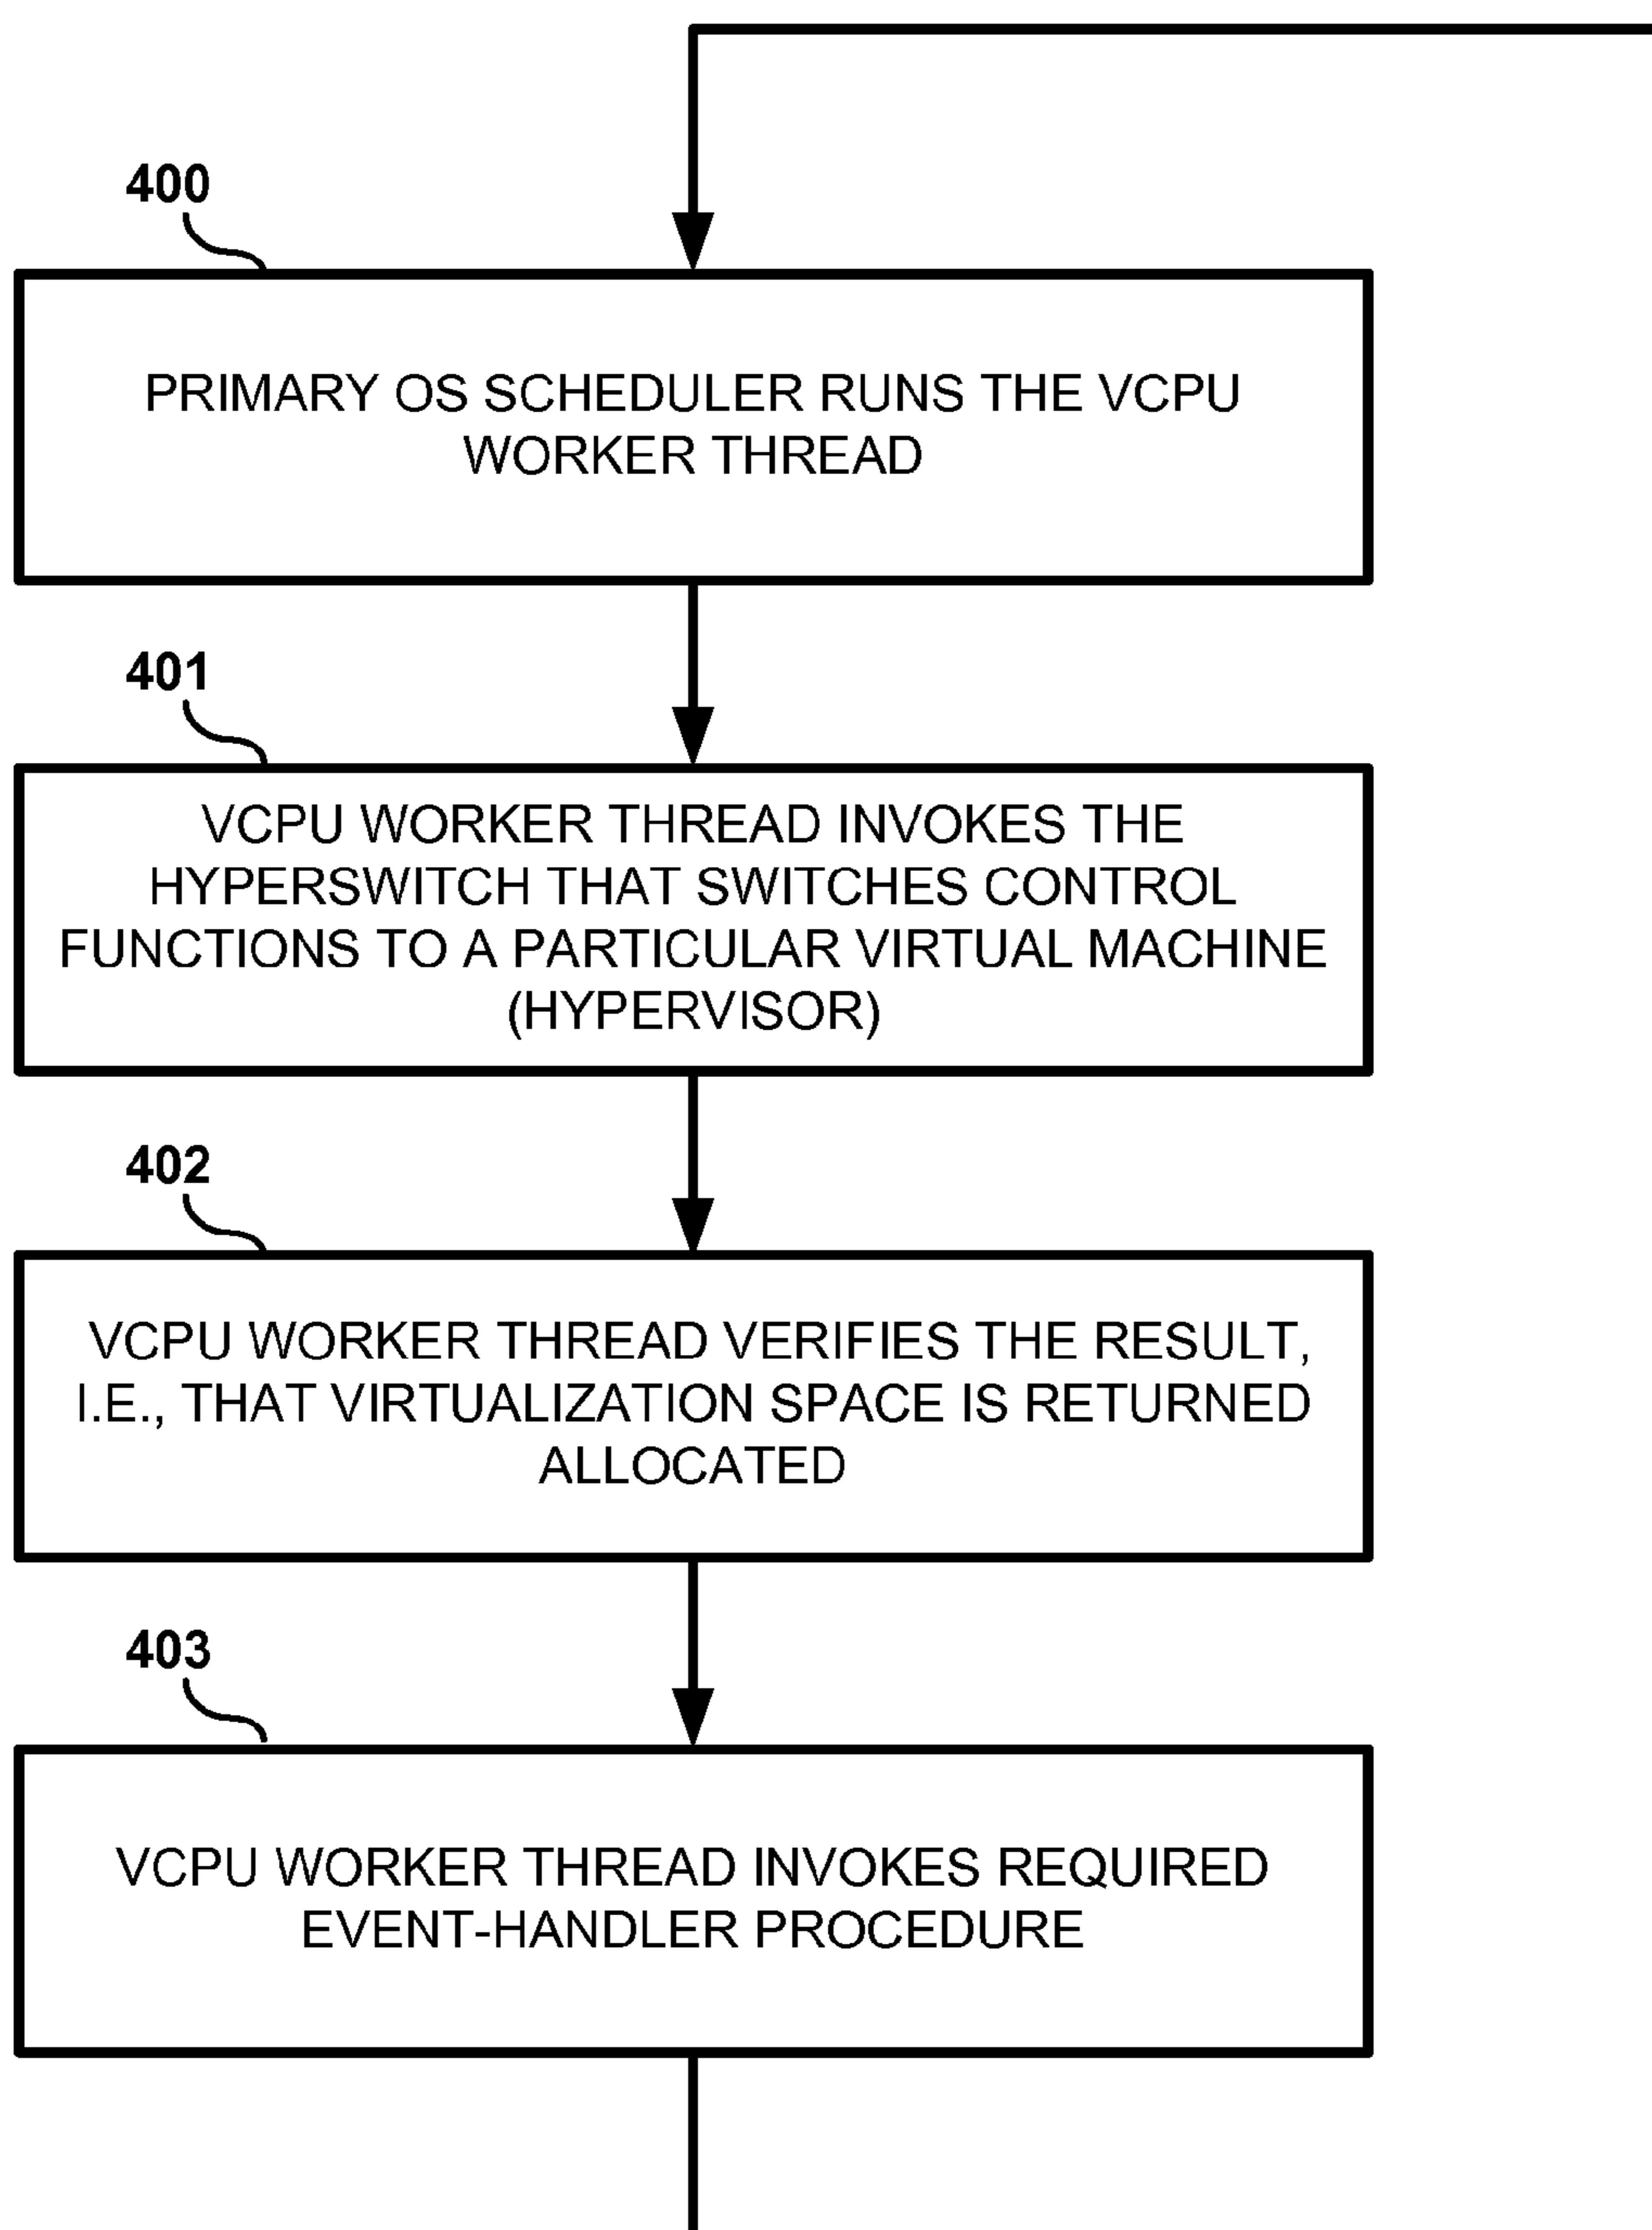 400
PRIMARY OS SCHEDULER RUNS THE VCPU
WORKER THREAD
401
VCPU WORKER THREAD INVOKES THE
HYPERSWITCH THAT SWITCHES CONTROL
FUNCTIONS TO A PARTICULAR VIRTUAL MACHINE
(HYPERVISOR)
402
VCPU WORKER THREAD VERIFIES THE RESULT,
I.E., THAT VIRTUALIZATION SPACE IS RETURNED
ALLOCATED
403
VCPU WORKER THREAD INVOKES REQUIRED
EVENT-HANDLER PROCEDURE